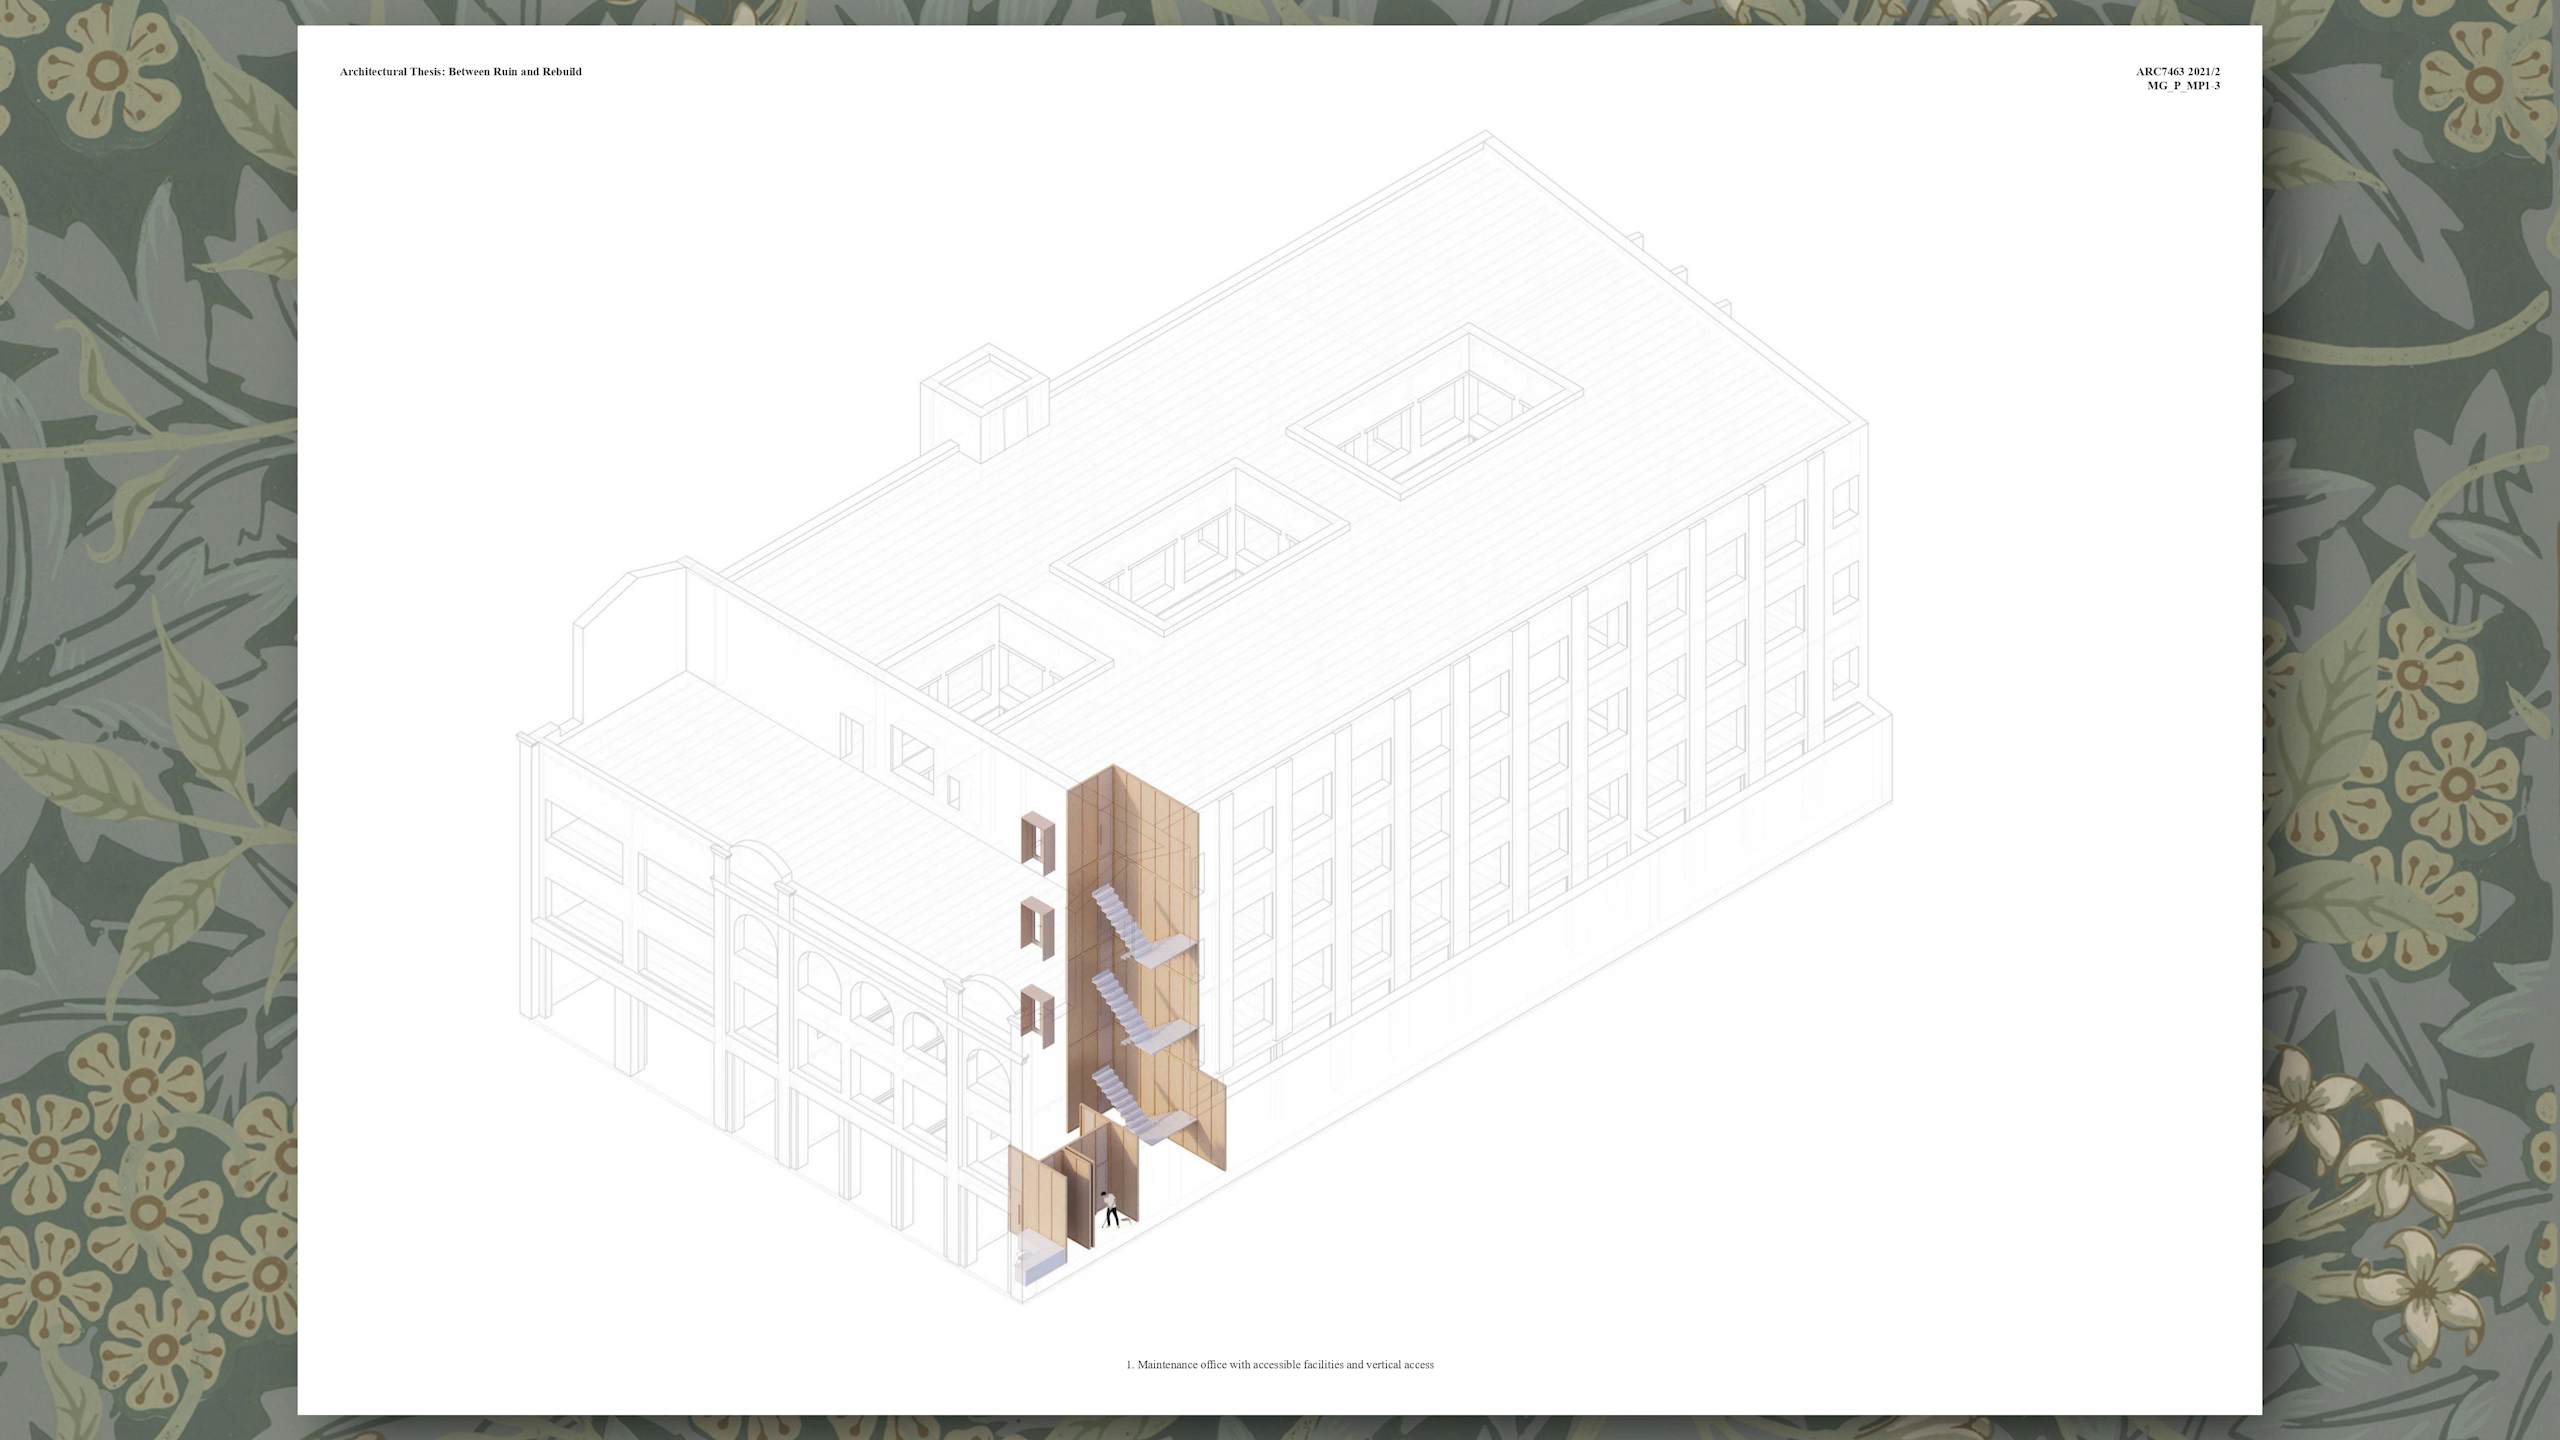 Architectural Thesis: Between Ruin and Rebuild
ARC7463 2021/2
MG_P_MP1-3
1. Maintenance office with accessible facilities and vertical access